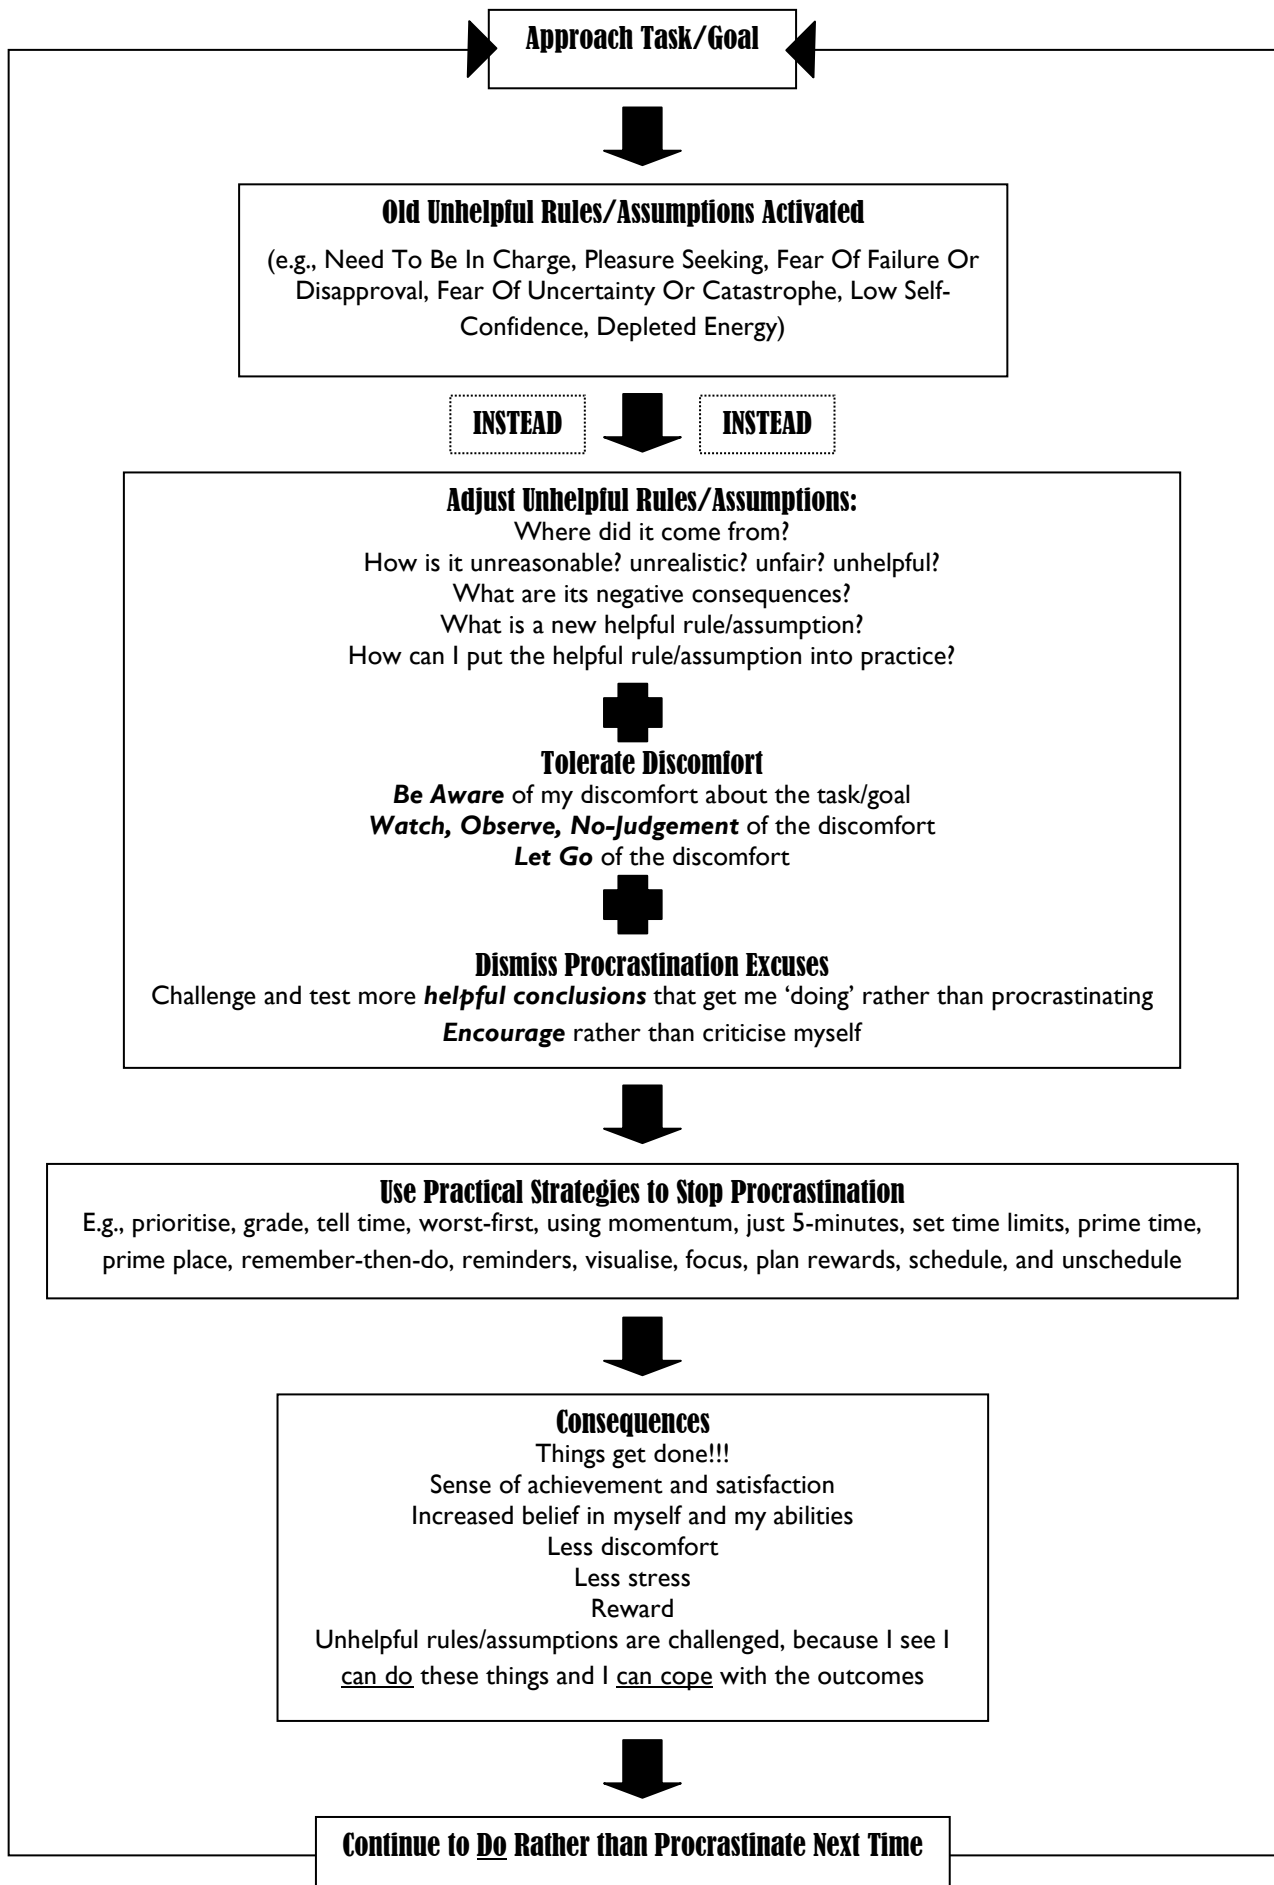 Approach Task/Goal
Old Unhelpful Rules/Assumptions Activated
(e.g., Need To Be In Charge, Pleasure Seeking, Fear Of Failure Or
Disapproval, Fear Of Uncertainty Or Catastrophe, Low Self-
Confidence, Depleted Energy)
INSTEAD INSTEAD
Adjust Unhelpful Rules/Assumptions:
Where did it come from?
How is it unreasonable? unrealistic? unfair? unhelpful?
What are its negative consequences?
What is a new helpful rule/assumption?
How can I put the helpful rule/assumption into practice?
Tolerate Discomfort
Be Aware of my discomfort about the task/goal
Watch, Observe, No-Judgement of the discomfort
Let Go of the discomfort
Dismiss Procrastination Excuses
Challenge and test more helpful conclusions that get me ‘doing’ rather than procrastinating
Encourage rather than criticise myself
Use Practical Strategies to Stop Procrastination
E.g., prioritise, grade, tell time, worst-first, using momentum, just 5-minutes, set time limits, prime time,
prime place, remember-then-do, reminders, visualise, focus, plan rewards, schedule, and unschedule
Consequences
Things get done!!!
Sense of achievement and satisfaction
Increased belief in myself and my abilities
Less discomfort
Less stress
Reward
Unhelpful rules/assumptions are challenged, because I see I
can do these things and I can cope with the outcomes
Continue to Do Rather than Procrastinate Next Time